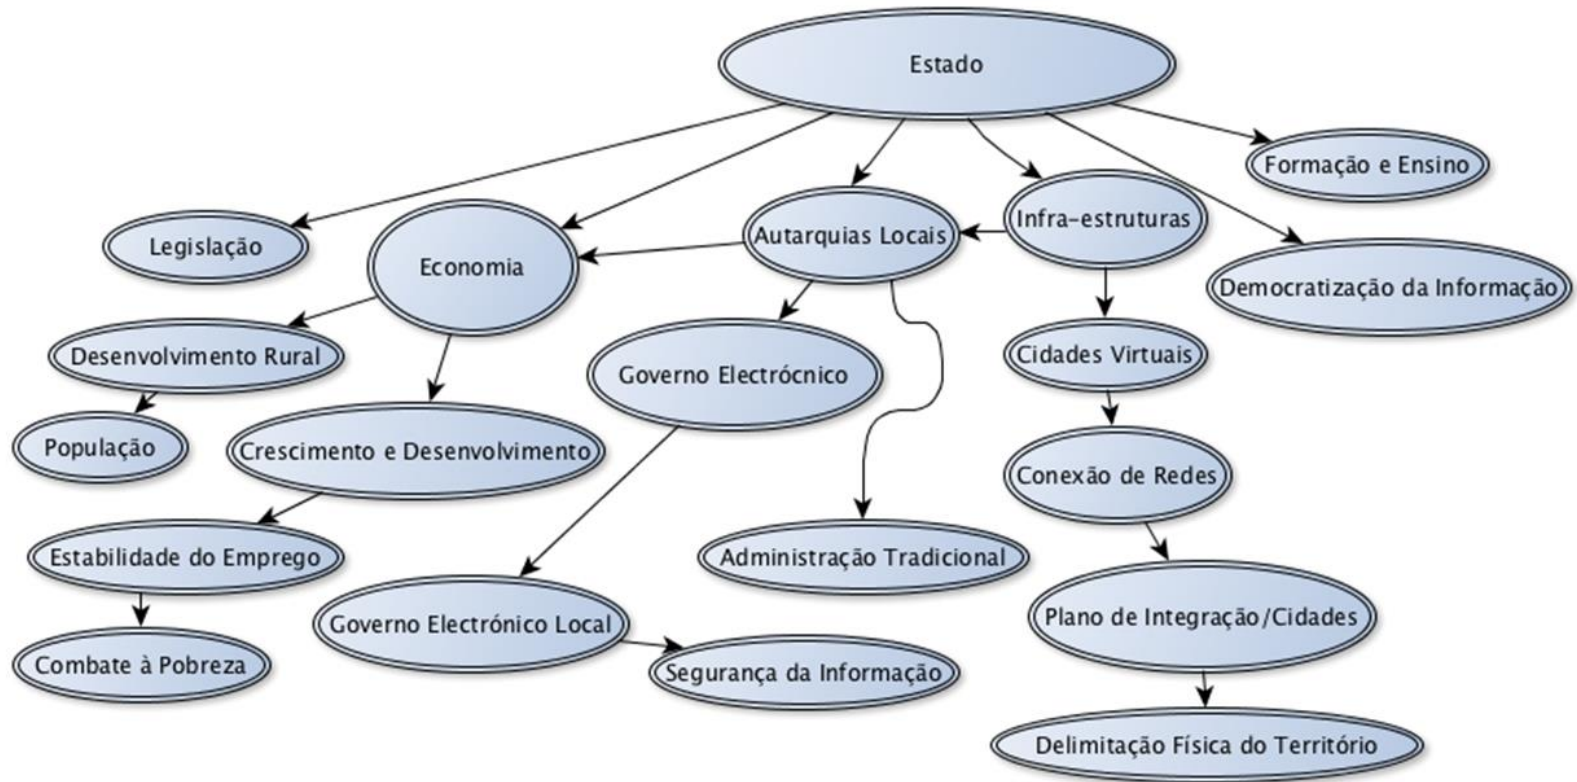 Estado
Formação e Ensino
Infra-estruturas
Autarquias Locais
Legislação
Economia
Democratização da Informação
Desenvolvimento Rural
Cidades Virtuais
Governo Electrócnico
População
Crescimento e Desenvolvimento
Conexão de Redes
Estabilidade do Emprego
Administração Tradicional
Governo Electrónico Local
Plano de Integração/Cidades
Combate à Pobreza
Segurança da Informação
Delimitação Física do Território